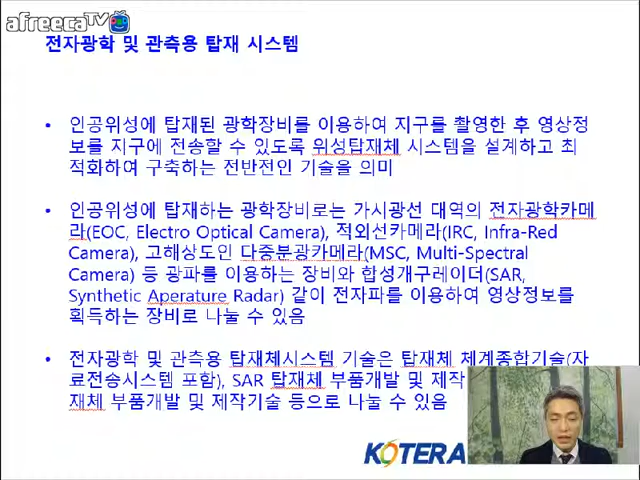 afreecaTV
전자광학 및 관측용 탑재 시스템
• 인공위성에 탑재된 광학장비를 이용하여 지구를 촬영한 후 영상정
보를 지구에 전송할 수 있도록 위성탑재체 시스템을 설계하고 최
적화하여 구축하는 전반전인 기술을 의미
• 인공위성에 탑재하는 광학장비로는 가시광선 대역의 전자광학카메
라(EOC, Electro Optical Camera), 적외선카메라(IRC, Infra-Red
Camera), 고해상도인 다중분광카메라(MSC, Multi-Spectral
Camera) 등 광파를 이용하는 장비와 합성개구레이더(SAR,
Synthetic Aperature Radar) 같이 전자파를 이용하여 영상정보를
획득하는 장비로 나눌 수 있음
• 전자광학 및 관측용 탑재체시스템 기술은 탑재체 체계종합기술(자
료전송시스템 포함), SAR 탑재체 부품개발 및 제작
재체 부품개발 및 제작기술 등으로 나눌 수 있음
KOTERA